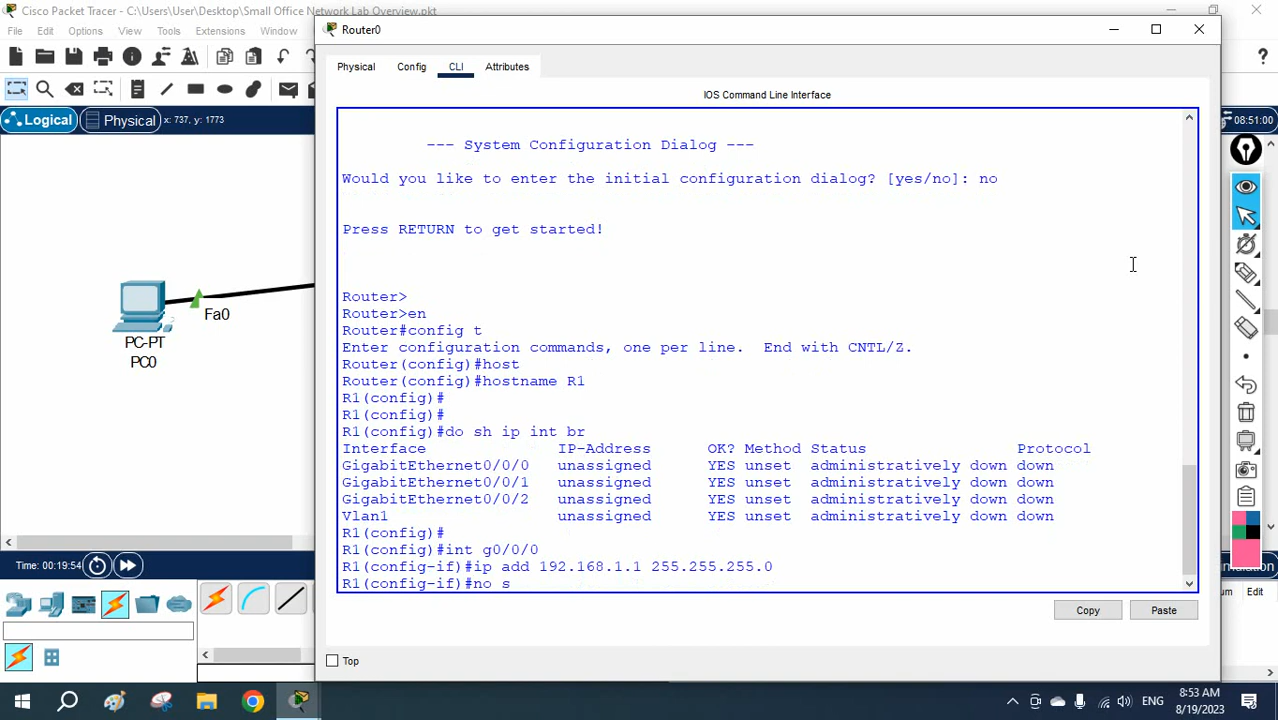 Cisco Packet Tracer - C:\Users\User\Desktop\Small Office Network Lab Overview.pkt
File Edit Options View Tools Extensions Window
Logical
Physical
x: 737, y: 1773
08:51:00
PC-PT
PC0
Fa0
Router0
Physical
Config
CLI
Attributes
IOS Command Line Interface
--- System Configuration Dialog ---
Would you like to enter the initial configuration dialog? [yes/no]: no
Press RETURN to get started!
Router>
Router>en
Router#config t
Enter configuration commands, one per line.  End with CNTL/Z.
Router(config)#host
Router(config)#hostname R1
R1(config)#
R1(config)#
R1(config)#do sh ip int br
Interface IP-Address OK? Method Status Protocol
GigabitEthernet0/0/0 unassigned YES unset administratively down down
GigabitEthernet0/0/1 unassigned YES unset administratively down down
GigabitEthernet0/0/2 unassigned YES unset administratively down down
Vlan1 unassigned YES unset administratively down down
R1(config)#
R1(config)#int g0/0/0
R1(config-if)#ip add 192.168.1.1 255.255.255.0
R1(config-if)#no s
Copy
Paste
Top
Time: 00:19:54
Edit
ENG
8:53 AM
8/19/2023